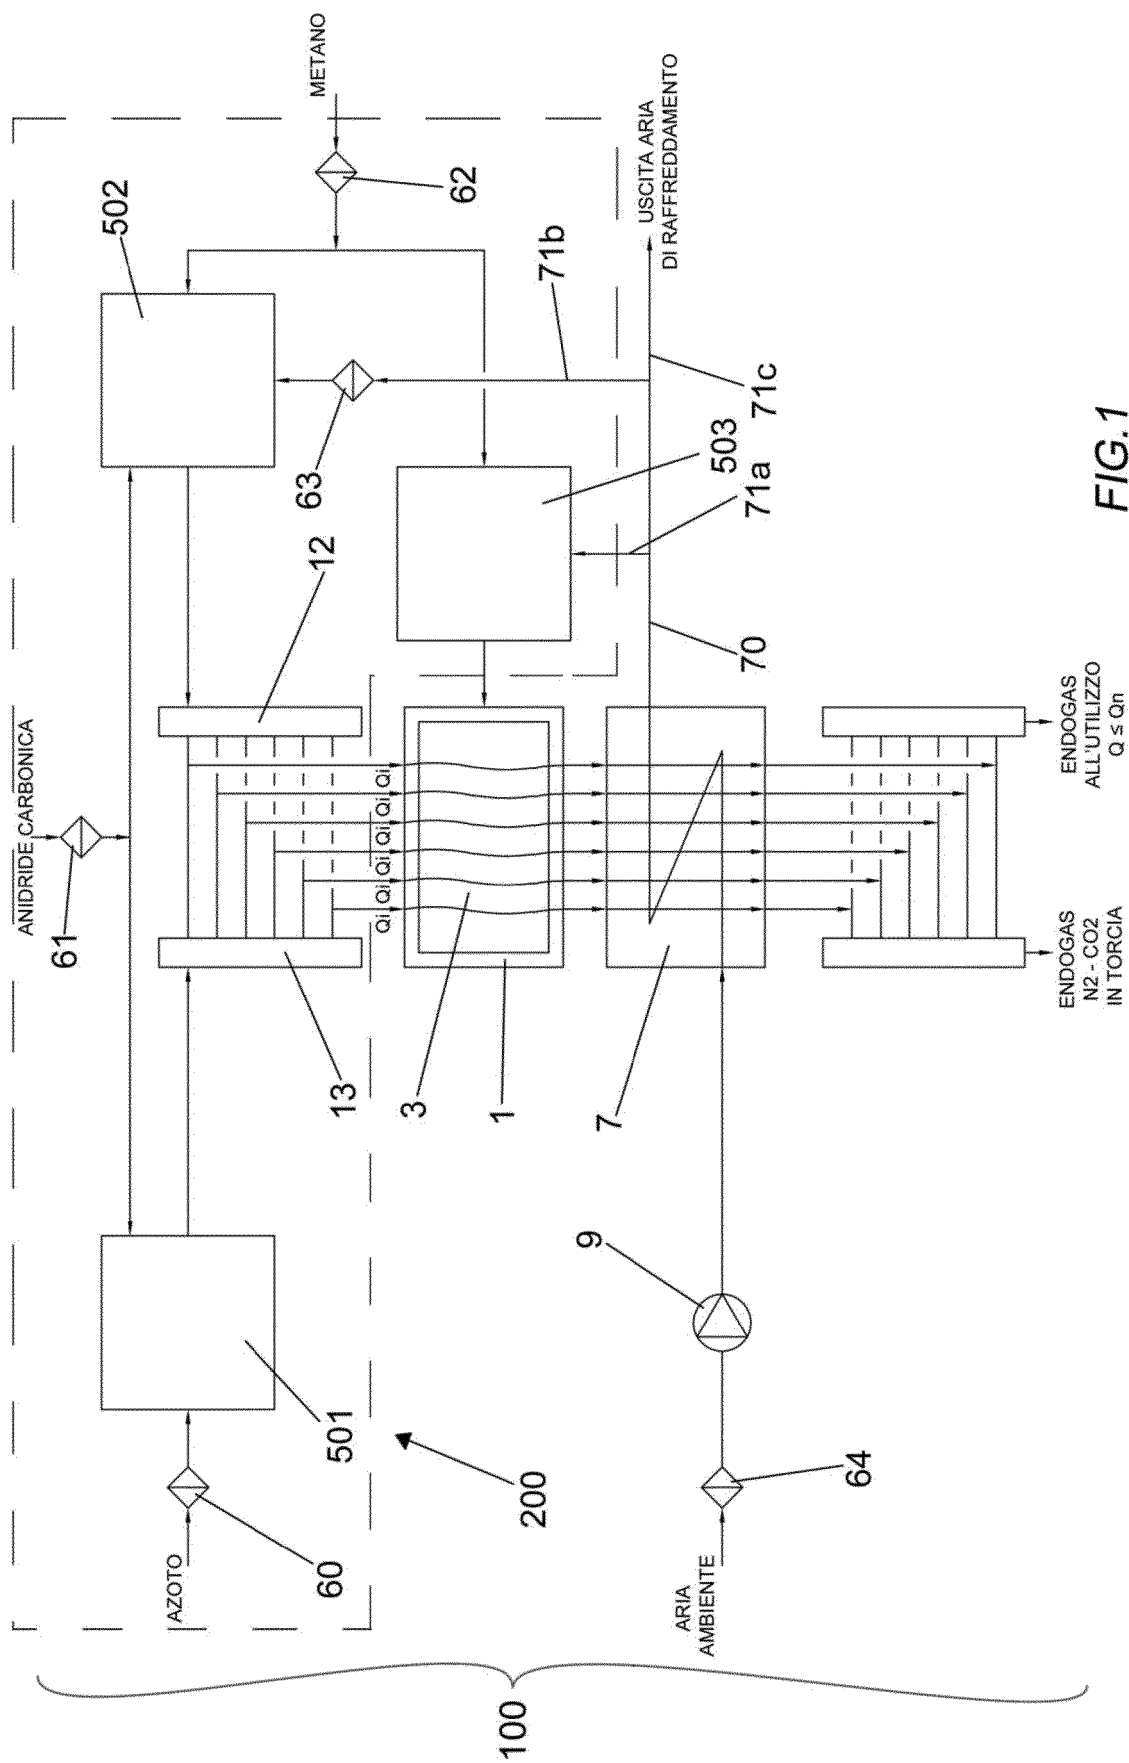 ANIDRIDE CARBONICA
61
502
AZOTO
METANO
63
12
60
501
13
62
Qi Qi Qi Qi Qi Qi
3
1
100
200
71b
9
7
USCITA ARIA
DI RAFFREDDAMENTO
ARIA
AMBIENTE
503
70
71a
71c
64
ENDOGAS
N2 - CO2
IN TORCIA
ENDOGAS
ALL'UTILIZZO
Q ≤ Qn
FIG.1